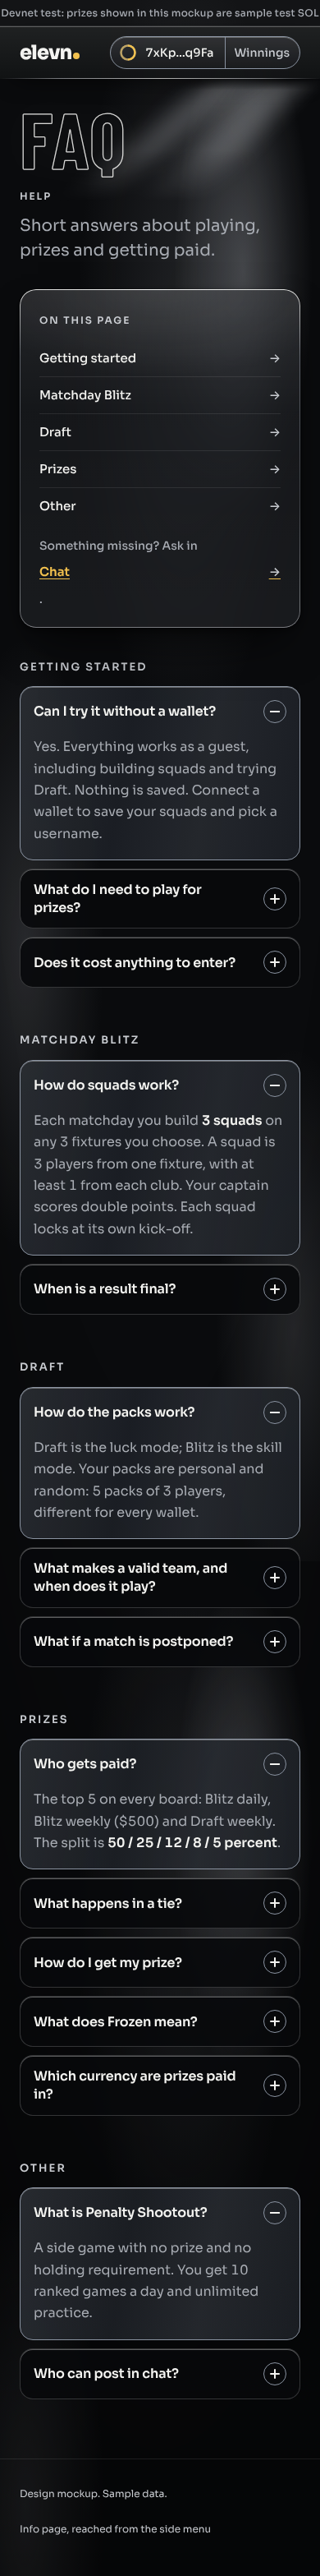 Devnet test: prizes shown in this mockup are sample test SOL
elevn.
7xKp...q9Fa
Winnings
FAQ
HELP
Short answers about playing,
prizes and getting paid.
ON THIS PAGE
Getting started →
Matchday Blitz →
Draft →
Prizes →
Other →
Something missing? Ask in
Chat →
.
GETTING STARTED
Can I try it without a wallet?
Yes. Everything works as a guest,
including building squads and trying
Draft. Nothing is saved. Connect a
wallet to save your squads and pick a
username.
What do I need to play for
prizes?
Does it cost anything to enter?
MATCHDAY BLITZ
How do squads work?
Each matchday you build 3 squads on
any 3 fixtures you choose. A squad is
3 players from one fixture, with at
least 1 from each club. Your captain
scores double points. Each squad
locks at its own kick-off.
When is a result final?
DRAFT
How do the packs work?
Draft is the luck mode; Blitz is the skill
mode. Your packs are personal and
random: 5 packs of 3 players,
different for every wallet.
What makes a valid team, and
when does it play?
What if a match is postponed?
PRIZES
Who gets paid?
The top 5 on every board: Blitz daily,
Blitz weekly ($500) and Draft weekly.
The split is 50 / 25 / 12 / 8 / 5 percent.
What happens in a tie?
How do I get my prize?
What does Frozen mean?
Which currency are prizes paid
in?
OTHER
What is Penalty Shootout?
A side game with no prize and no
holding requirement. You get 10
ranked games a day and unlimited
practice.
Who can post in chat?
Design mockup. Sample data.
Info page, reached from the side menu